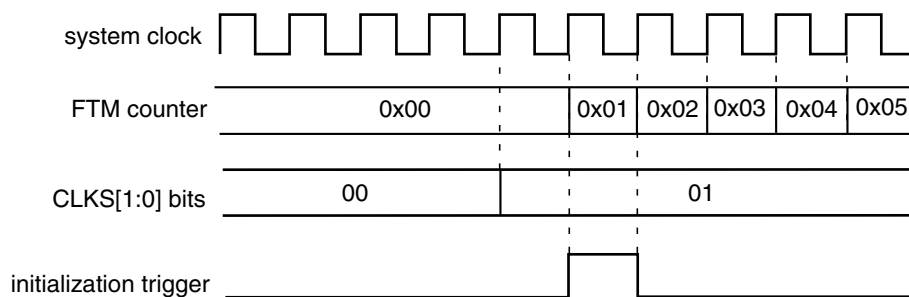 system clock
FTM counter 0x00 0x01 0x02 0x03 0x04 0x05
CLKS[1:0] bits 00 01
initialization trigger